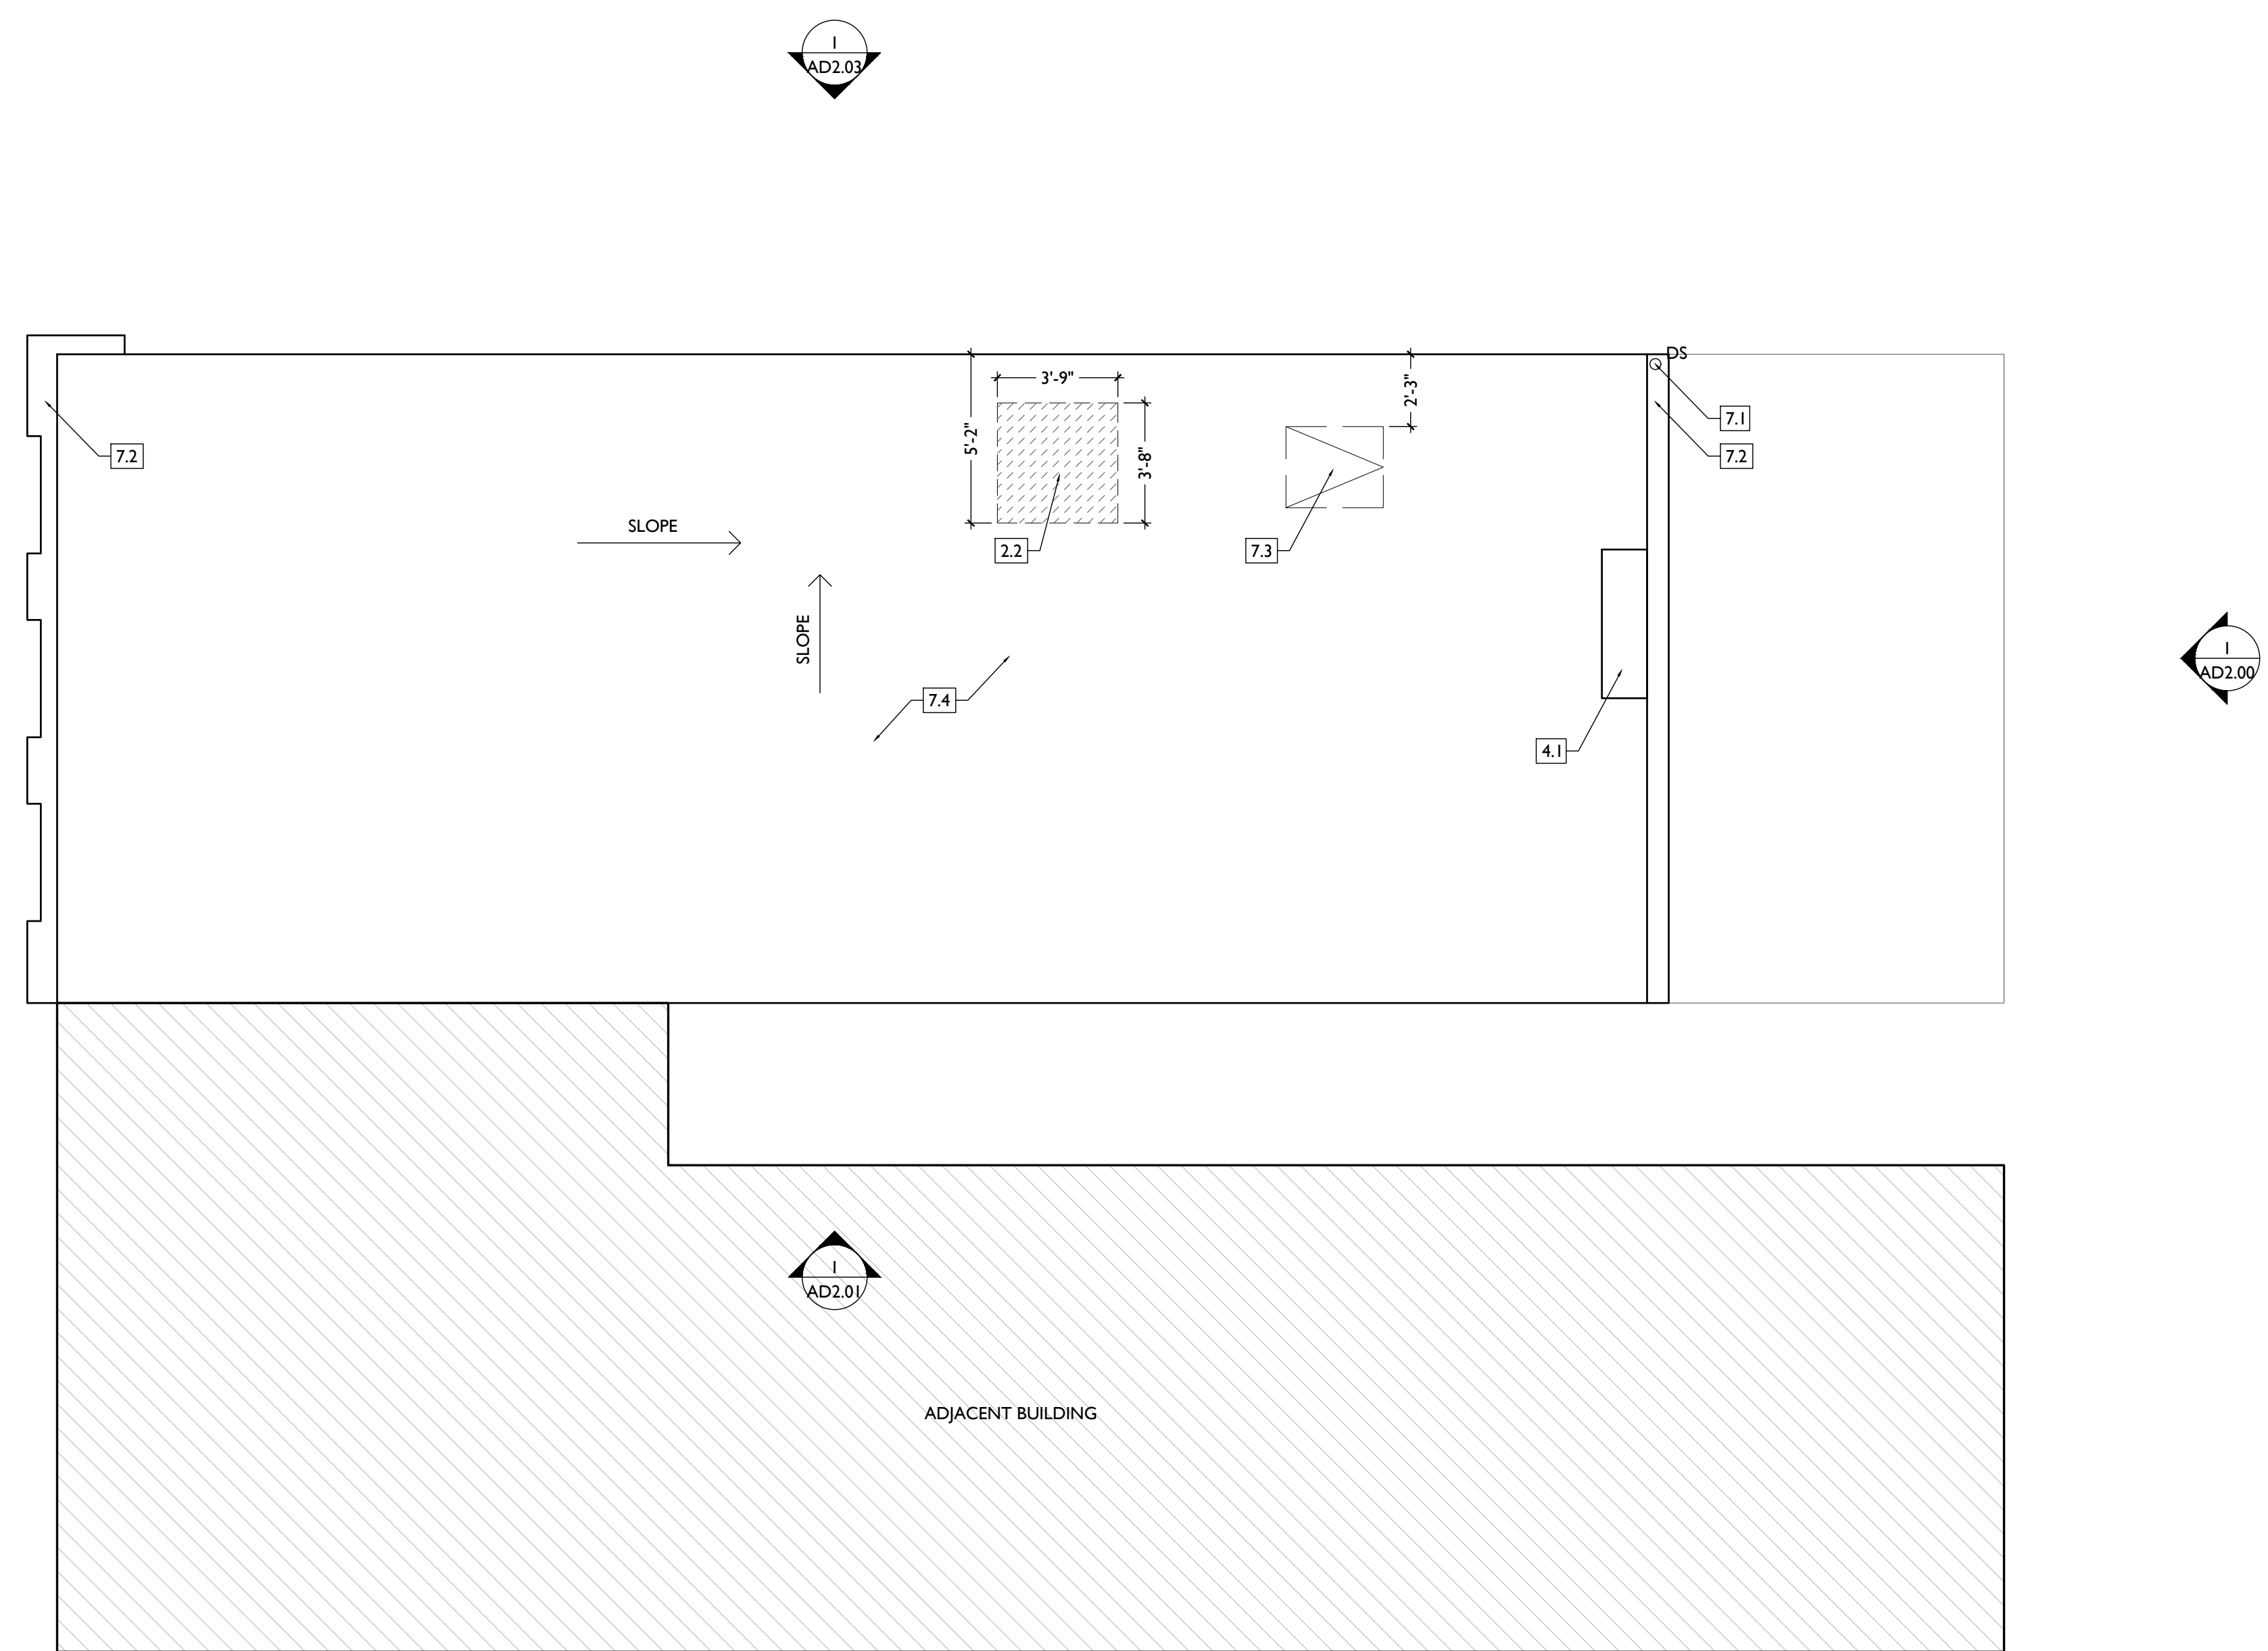 1
AD2.03
DS
3'-9"
2'-3"
7.1
5'-2"
3'-8"
7.2
7.2
SLOPE
2.2
7.3
SLOPE
1
AD2.00
7.4
4.1
1
AD2.01
ADJACENT BUILDING